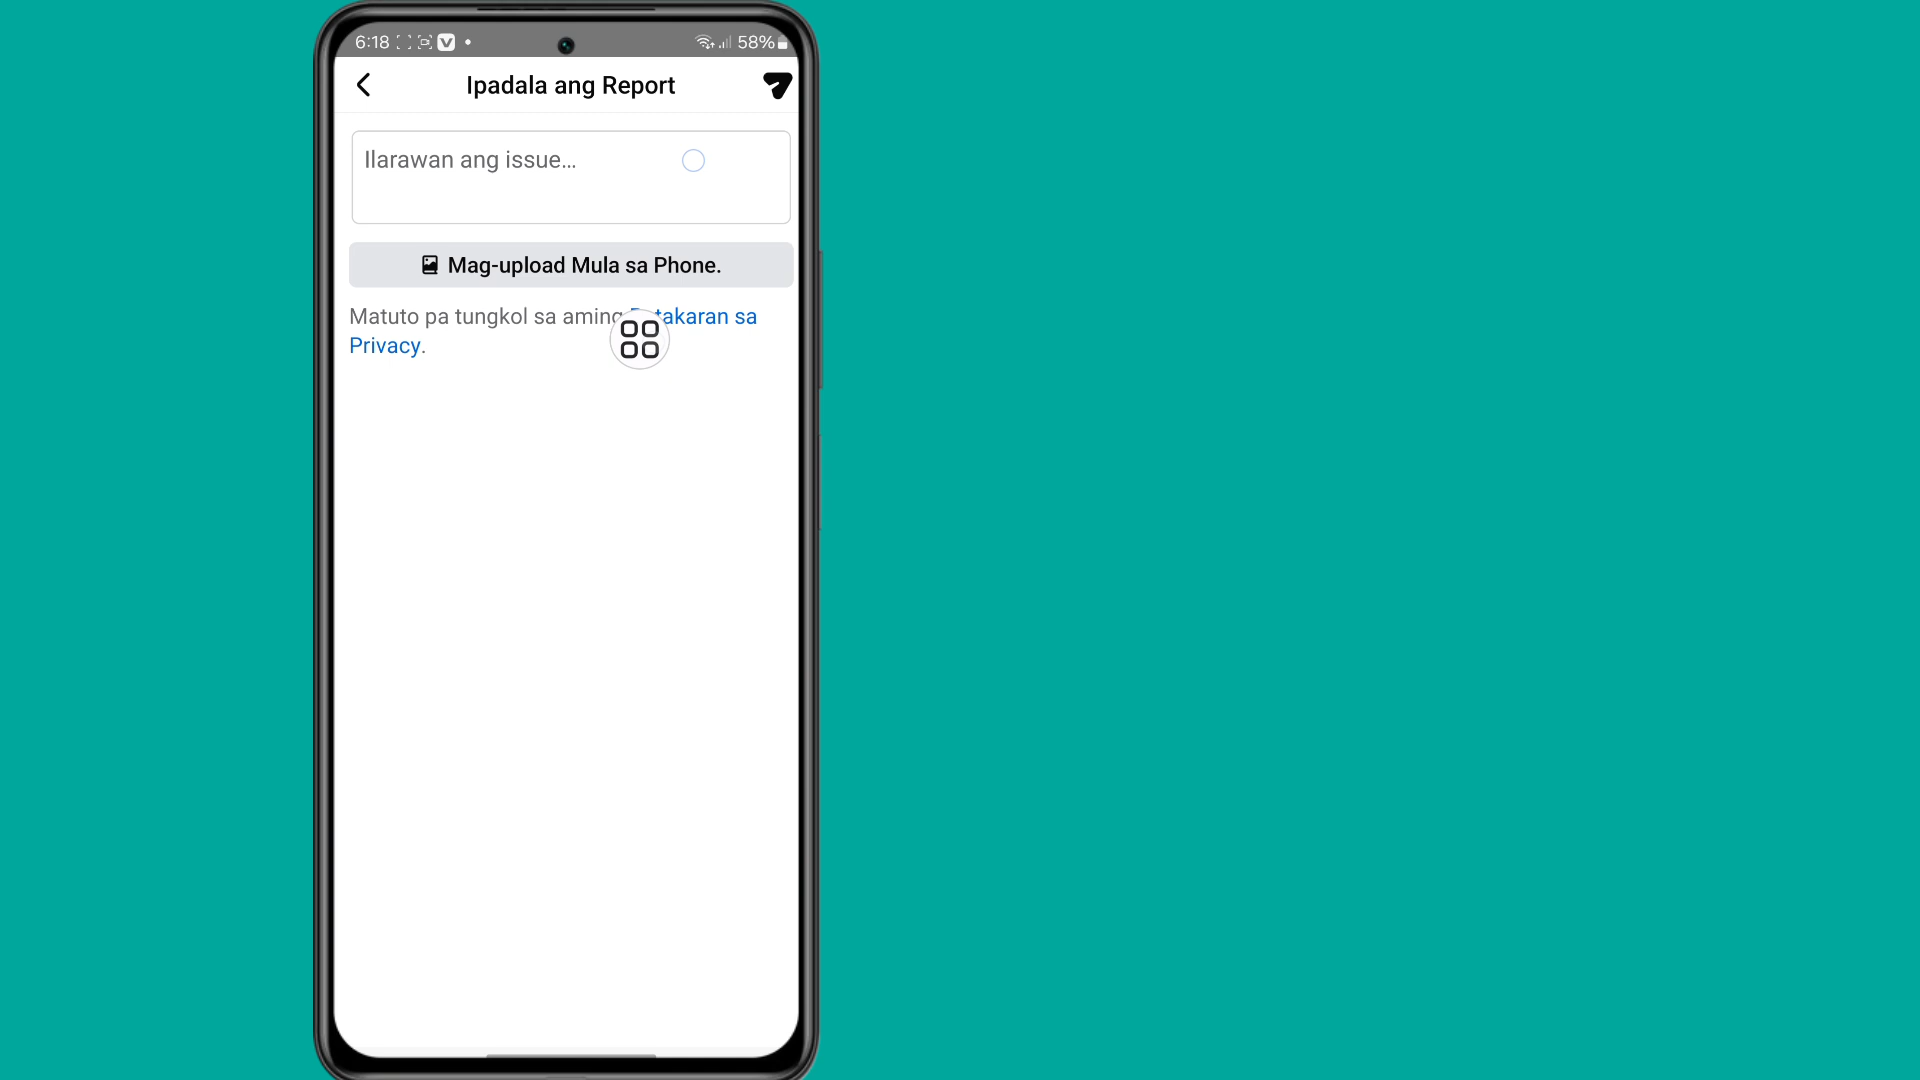 6:18
58%
Ipadala ang Report
Ilarawan ang issue...
Mag-upload Mula sa Phone.
Matuto pa tungkol sa aming sa
Privacy.